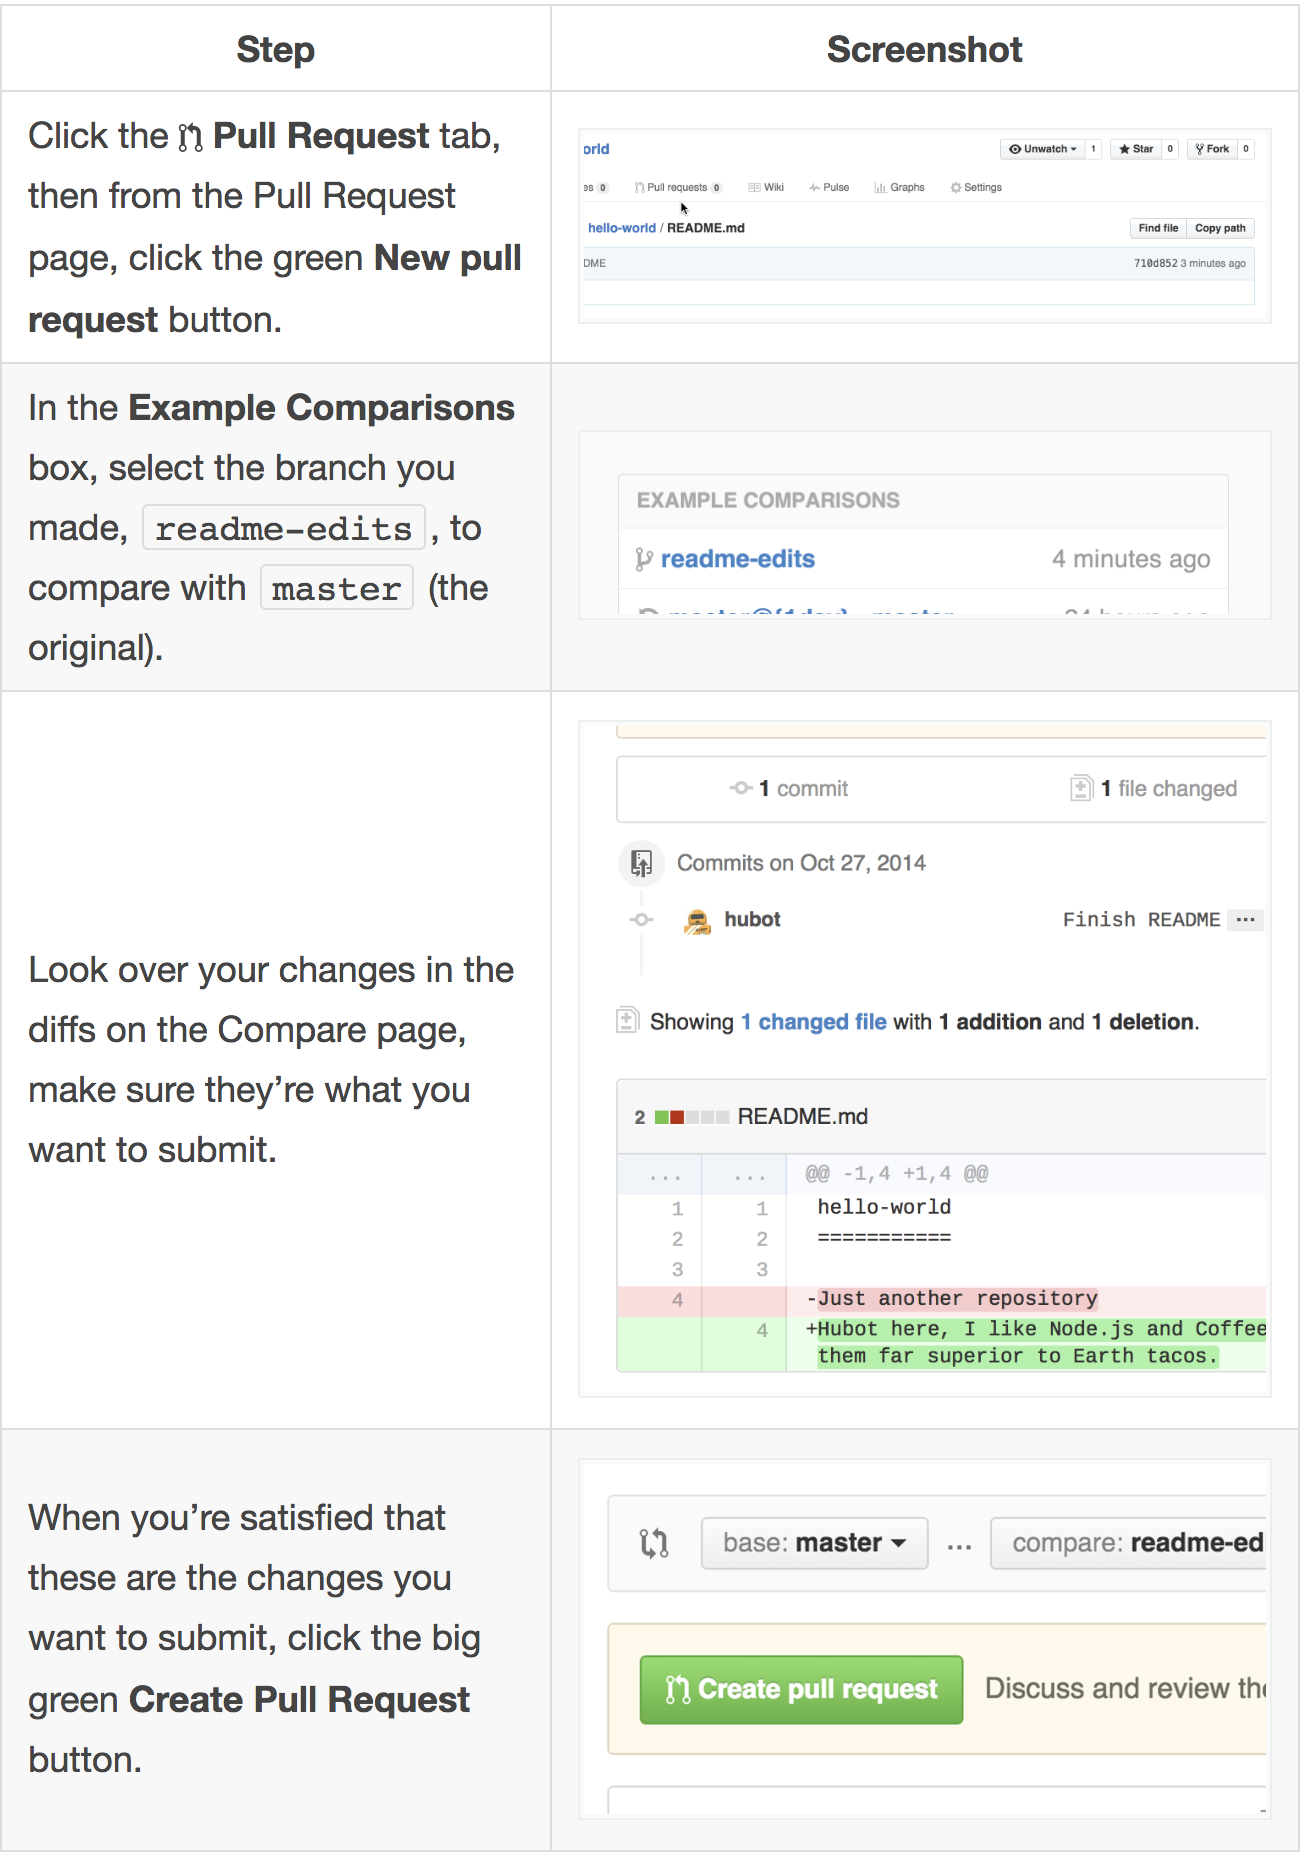 Step
Screenshot
Click the Pull Request tab,
then from the Pull Request
page, click the green New pull
request button.
orld
Unwatch 1 Star 0 Fork 0
es 0 Pull requests 0 Wiki Pulse Graphs Settings
hello-world / README.md
Find file Copy path
DME
710d852 3 minutes ago
In the Example Comparisons
box, select the branch you
made, readme-edits, to
compare with master (the
original).
EXAMPLE COMPARISONS
readme-edits 4 minutes ago
Look over your changes in the
diffs on the Compare page,
make sure they’re what you
want to submit.
1 commit 1 file changed
Commits on Oct 27, 2014
hubot Finish README ...
Showing 1 changed file with 1 addition and 1 deletion.
2 README.md
... ... @@ -1,4 +1,4 @@
1 1 hello-world
2 2 ===========
3 3
4 -Just another repository
4 +Hubot here, I like Node.js and Coffee
them far superior to Earth tacos.
When you’re satisfied that
these are the changes you
want to submit, click the big
green Create Pull Request
button.
base: master ... compare: readme-ed
Create pull request Discuss and review the